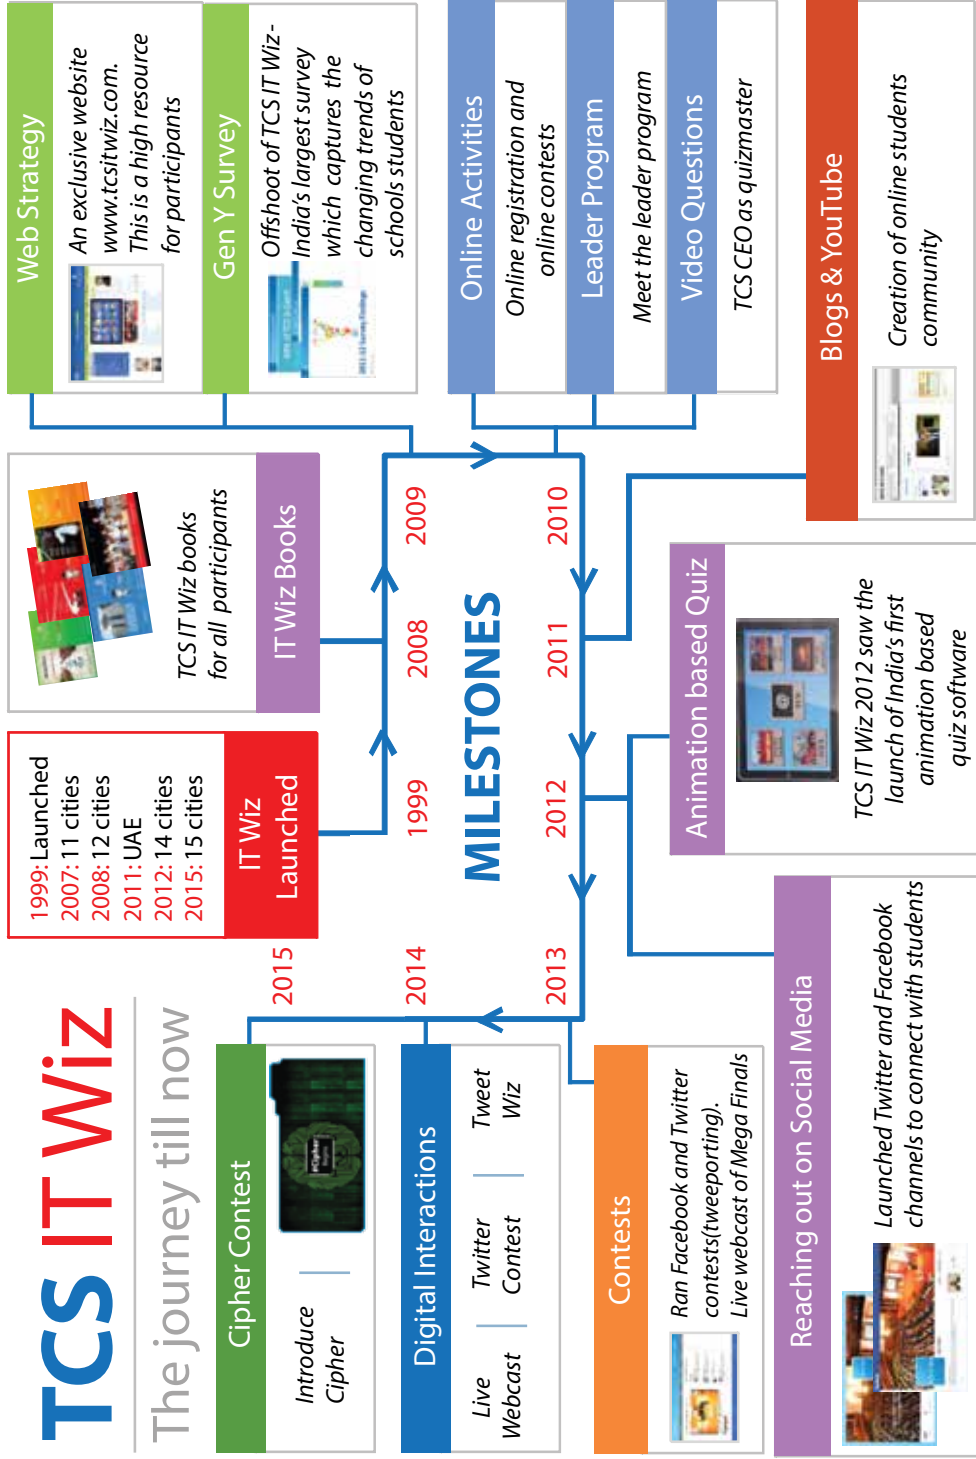 TCS IT Wiz
The journey till now
1999: Launched
2007: 11 cities
2008: 12 cities
2011: UAE
2012: 14 cities
2015: 15 cities
IT Wiz
Launched
TCS IT Wiz books
for all participants
IT Wiz Books
Web Strategy
An exclusive website
www.tcsitwiz.com.
This is a high resource
for participants
Gen Y Survey
Offshoot of TCS IT Wiz -
India's largest survey
which captures the
changing trends of
schools students
1999
2008
2009
MILESTONES
2015
2014
2013
2012
2011
2010
Online Activities
Online registration and
online contests
Leader Program
Meet the leader program
Video Questions
TCS CEO as quizmaster
Blogs & YouTube
Creation of online students
community
Animation based Quiz
TCS IT Wiz 2012 saw the
launch of India's first
animation based
quiz software
Reaching out on Social Media
Launched Twitter and Facebook
channels to connect with students
Contests
Ran Facebook and Twitter
contests(tweeporting).
Live webcast of Mega Finals
Digital Interactions
Live
Webcast
Twitter
Contest
Tweet
Wiz
Cipher Contest
Introduce
Cipher
#Cipher